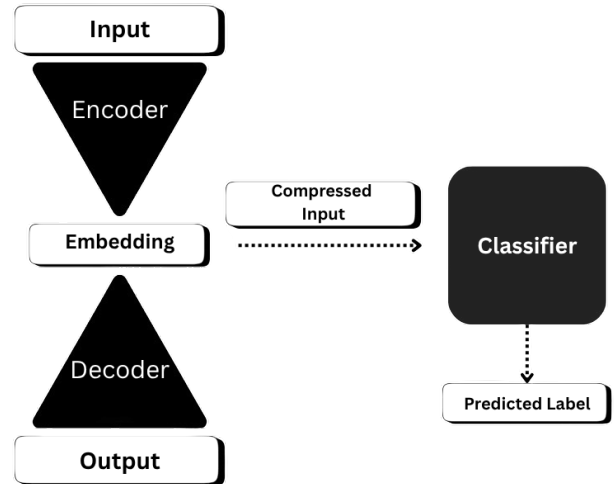 Input
Encoder
Compressed
Input
Embedding
Classifier
Decoder
Predicted Label
Output